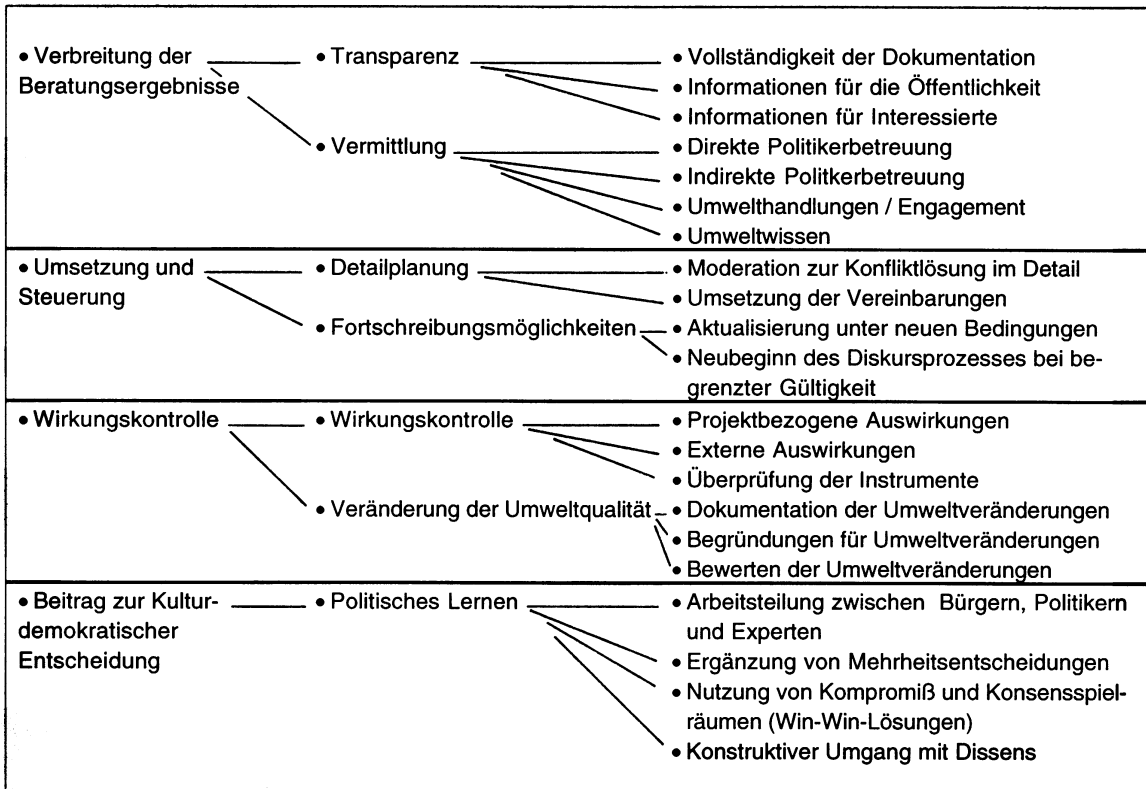 • Verbreitung der • Transparenz • Vollständigkeit der Dokumentation
Beratungsergebnisse • Informationen für die Öffentlichkeit
• Informationen für Interessierte
• Vermittlung • Direkte Politikerbetreuung
• Indirekte Politkerbetreuung
• Umwelthandlungen / Engagement
• Umweltwissen
• Umsetzung und • Detailplanung • Moderation zur Konfliktlösung im Detail
Steuerung • Umsetzung der Vereinbarungen
• Fortschreibungsmöglichkeiten • Aktualisierung unter neuen Bedingungen
• Neubeginn des Diskursprozesses bei be-
grenzter Gültigkeit
• Wirkungskontrolle • Wirkungskontrolle • Projektbezogene Auswirkungen
• Externe Auswirkungen
• Überprüfung der Instrumente
• Veränderung der Umweltqualität • Dokumentation der Umweltveränderungen
• Begründungen für Umweltveränderungen
• Bewerten der Umweltveränderungen
• Beitrag zur Kultur- • Politisches Lernen • Arbeitsteilung zwischen Bürgern, Politikern
demokratischer und Experten
Entscheidung • Ergänzung von Mehrheitsentscheidungen
• Nutzung von Kompromiß und Konsensspiel-
räumen (Win-Win-Lösungen)
• Konstruktiver Umgang mit Dissens